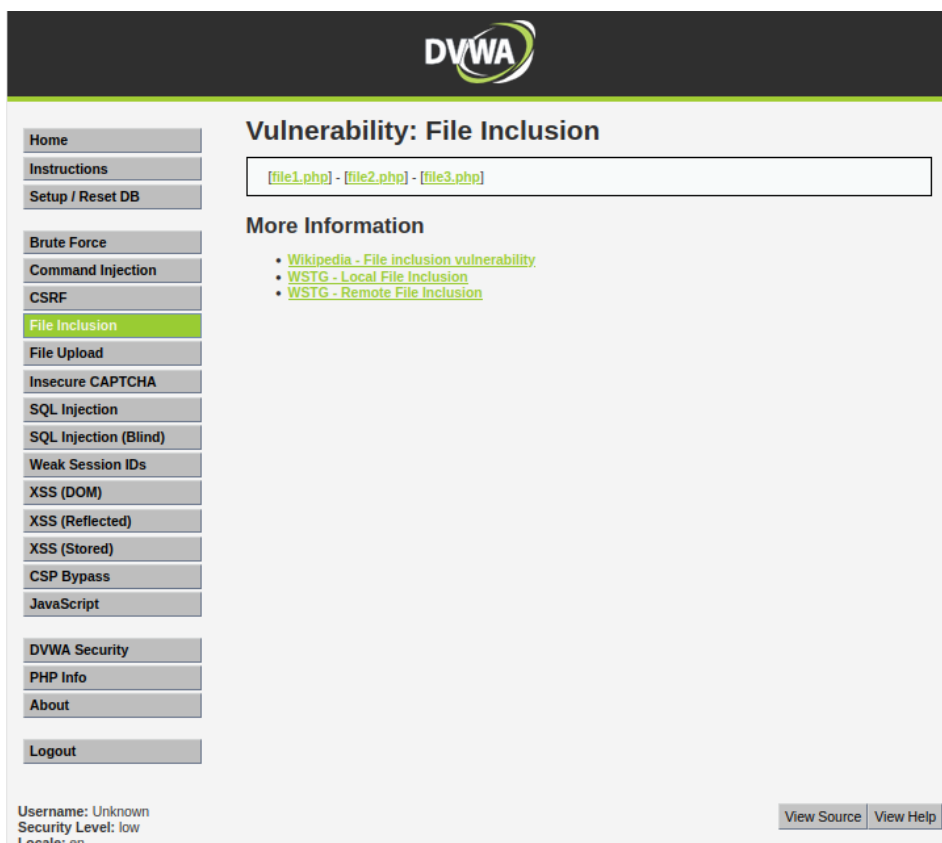 DVWA
Vulnerability: File Inclusion
[file1.php] - [file2.php] - [file3.php]
More Information
Wikipedia - File inclusion vulnerability
WSTG - Local File Inclusion
WSTG - Remote File Inclusion
Home
Instructions
Setup / Reset DB
Brute Force
Command Injection
CSRF
File Inclusion
File Upload
Insecure CAPTCHA
SQL Injection
SQL Injection (Blind)
Weak Session IDs
XSS (DOM)
XSS (Reflected)
XSS (Stored)
CSP Bypass
JavaScript
DVWA Security
PHP Info
About
Logout
Username: Unknown
Security Level: low
Locale: en
View Source View Help